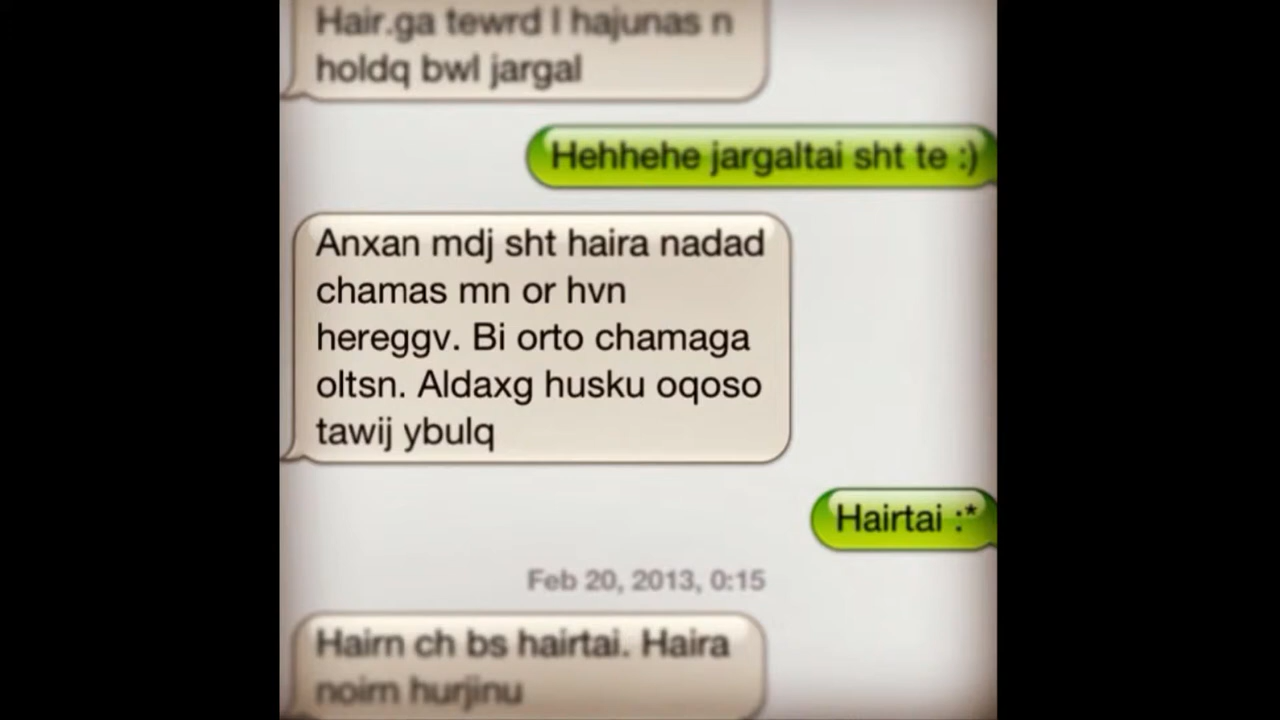 Hair.ga tewrd l hajunas n
holdq bwl jargal
Hehhehe jargaltai sht te :)
Anxan mdj sht haira nadad
chamas mn or hvn
hereggv. Bi orto chamaga
oltsn. Aldaxg husku oqoso
tawij ybulq
Hairtai :*
Feb 20, 2013, 0:15
Hairn ch bs hairtai. Haira
noirn hurjinu